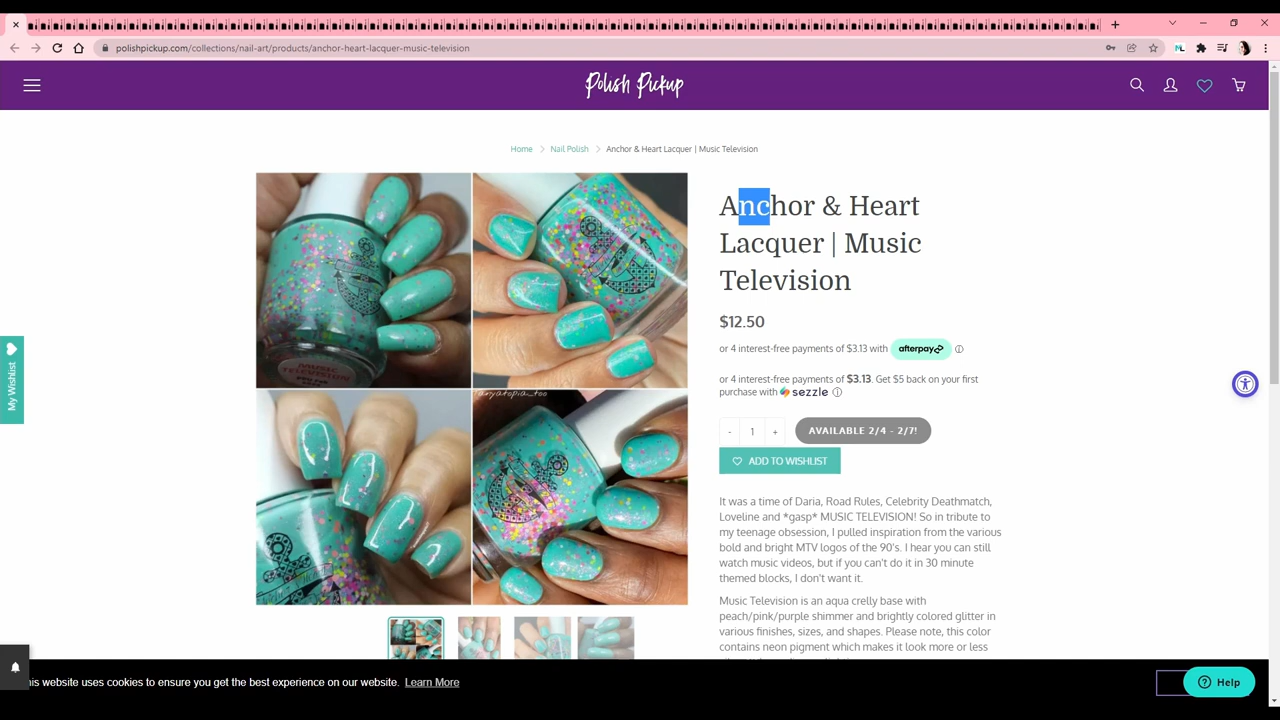 polishpickup.com/collections/nail-art/products/anchor-heart-lacquer-music-television
Polish Pickup
Home
Nail Polish
Anchor & Heart Lacquer | Music Television
Anchor & Heart
Lacquer | Music
Television
$12.50
or 4 interest-free payments of $3.13 with afterpay
or 4 interest-free payments of $3.13. Get $5 back on your first
purchase with sezzle
- 1 +
AVAILABLE 2/4 - 2/7!
ADD TO WISHLIST
It was a time of Daria, Road Rules, Celebrity Deathmatch,
Loveline and *gasp* MUSIC TELEVISION! So in tribute to
my teenage obsession, I pulled inspiration from the various
bold and bright MTV logos of the 90's. I hear you can still
watch music videos, but if you can't do it in 30 minute
themed blocks, I don't want it.
Music Television is an aqua crelly base with
peach/pink/purple shimmer and brightly colored glitter in
various finishes, sizes, and shapes. Please note, this color
contains neon pigment which makes it look more or less
My Wishlist
MUSIC
TELEVISION
his website uses cookies to ensure you get the best experience on our website. Learn More
Help